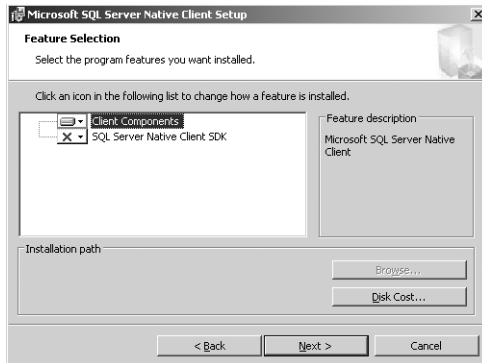 Microsoft SQL Server Native Client Setup
Feature Selection
Select the program features you want installed.
Click an icon in the following list to change how a feature is installed.
Client Components
SQL Server Native Client SDK
Feature description
Microsoft SQL Server Native
Client
Installation path
Browse...
Disk Cost...
< Back
Next >
Cancel